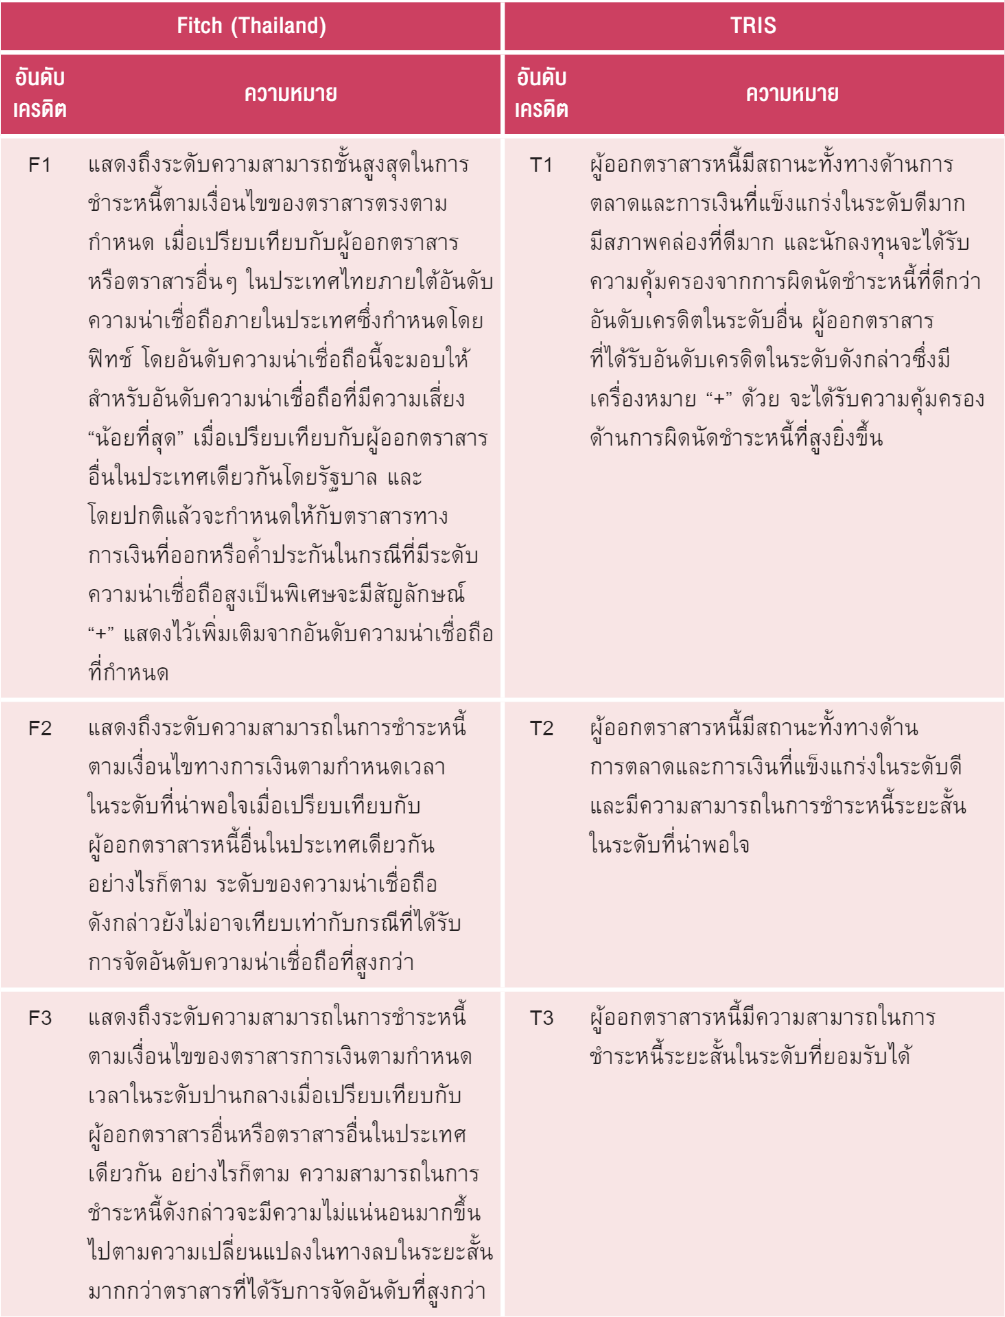 Fitch (Thailand)
TRIS
อันดับ
เครดิต
ความหมาย
อันดับ
เครดิต
ความหมาย
F1
แสดงถึงระดับความสามารถชั้นสูงสุดในการ
ชำระหนี้ตามเงื่อนไขของตราสารตรงตาม
กำหนด เมื่อเปรียบเทียบกับผู้ออกตราสาร
หรือตราสารอื่นๆ ในประเทศไทยภายใต้อันดับ
ความน่าเชื่อถือภายในประเทศซึ่งกำหนดโดย
ฟิทช์ โดยอันดับความน่าเชื่อถือนี้จะมอบให้
สำหรับอันดับความน่าเชื่อถือที่มีความเสี่ยง
“น้อยที่สุด” เมื่อเปรียบเทียบกับผู้ออกตราสาร
อื่นในประเทศเดียวกันโดยรัฐบาล และ
โดยปกติแล้วจะกำหนดให้กับตราสารทาง
การเงินที่ออกหรือค้ำประกันในกรณีที่มีระดับ
ความน่าเชื่อถือสูงเป็นพิเศษจะมีสัญลักษณ์
“+” แสดงไว้เพิ่มเติมจากอันดับความน่าเชื่อถือ
ที่กำหนด
T1
ผู้ออกตราสารหนี้มีสถานะทั้งทางด้านการ
ตลาดและการเงินที่แข็งแกร่งในระดับดีมาก
มีสภาพคล่องที่ดีมาก และนักลงทุนจะได้รับ
ความคุ้มครองจากการผิดนัดชำระหนี้ที่ดีกว่า
อันดับเครดิตในระดับอื่น ผู้ออกตราสาร
ที่ได้รับอันดับเครดิตในระดับดังกล่าวซึ่งมี
เครื่องหมาย “+” ด้วย จะได้รับความคุ้มครอง
ด้านการผิดนัดชำระหนี้ที่สูงยิ่งขึ้น
F2
แสดงถึงระดับความสามารถในการชำระหนี้
ตามเงื่อนไขทางการเงินตามกำหนดเวลา
ในระดับที่น่าพอใจเมื่อเปรียบเทียบกับ
ผู้ออกตราสารหนี้อื่นในประเทศเดียวกัน
อย่างไรก็ตาม ระดับของความน่าเชื่อถือ
ดังกล่าวยังไม่อาจเทียบเท่ากับกรณีที่ได้รับ
การจัดอันดับความน่าเชื่อถือที่สูงกว่า
T2
ผู้ออกตราสารหนี้มีสถานะทั้งทางด้าน
การตลาดและการเงินที่แข็งแกร่งในระดับดี
และมีความสามารถในการชำระหนี้ระยะสั้น
ในระดับที่น่าพอใจ
F3
แสดงถึงระดับความสามารถในการชำระหนี้
ตามเงื่อนไขของตราสารการเงินตามกำหนด
เวลาในระดับปานกลางเมื่อเปรียบเทียบกับ
ผู้ออกตราสารอื่นหรือตราสารอื่นในประเทศ
เดียวกัน อย่างไรก็ตาม ความสามารถในการ
ชำระหนี้ดังกล่าวจะมีความไม่แน่นอนมากขึ้น
ไปตามความเปลี่ยนแปลงในทางลบในระยะสั้น
มากกว่าตราสารที่ได้รับการจัดอันดับที่สูงกว่า
T3
ผู้ออกตราสารหนี้มีความสามารถในการ
ชำระหนี้ระยะสั้นในระดับที่ยอมรับได้